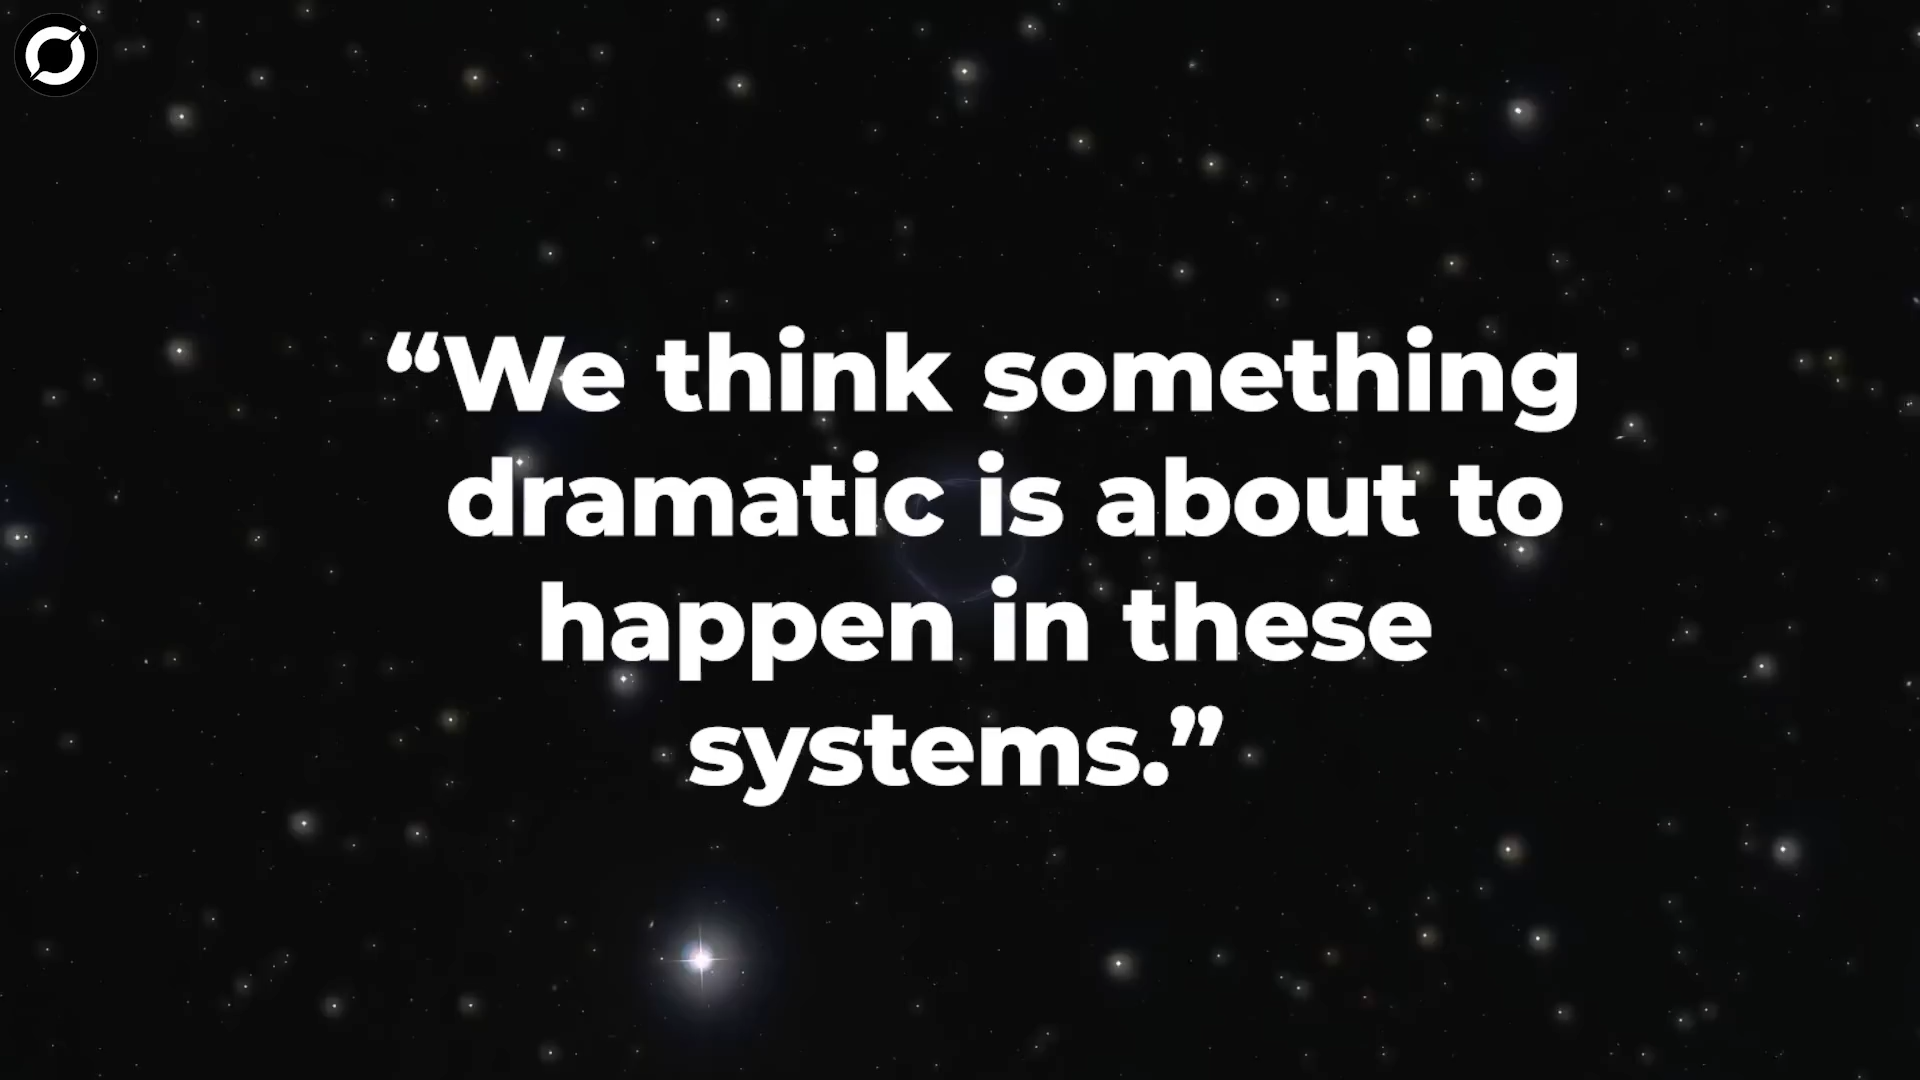 “We think something
dramatic is about to
happen in these
systems.”